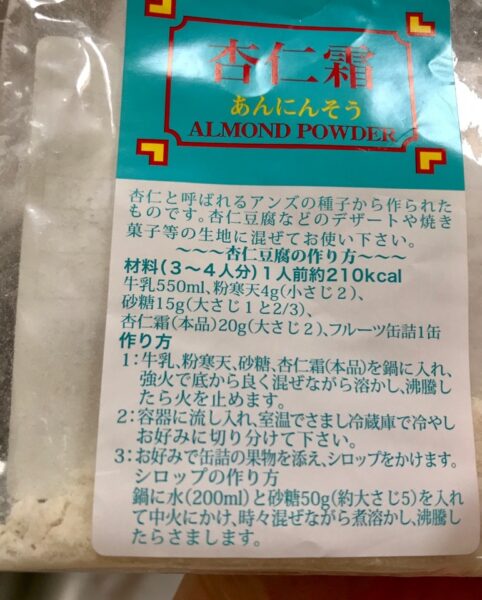 杏仁霜
あんにんそう
ALMOND POWDER
杏仁と呼ばれるアンズの種子から作られた
ものです。杏仁豆腐などのデザートや焼き
菓子等の生地に混ぜてお使い下さい。
～～～杏仁豆腐の作り方～～～
材料(3～4人分)1人前約210kcal
牛乳550ml、粉寒天4g(小さじ2)、
砂糖15g(大さじ1と2/3)、
杏仁霜(本品)20g(大さじ2)、フルーツ缶詰1缶
作り方
1:牛乳、粉寒天、砂糖、杏仁霜(本品)を鍋に入れ、
強火で底から良く混ぜながら溶かし、沸騰し
たら火を止めます。
2:容器に流し入れ、室温でさまし冷蔵庫で冷やし
お好みに切り分けて下さい。
3:お好みで缶詰の果物を添え、シロップをかけます。
シロップの作り方
鍋に水(200ml)と砂糖50g(約大さじ5)を入れ
て中火にかけ、時々混ぜながら煮溶かし、沸騰し
たらさまします。